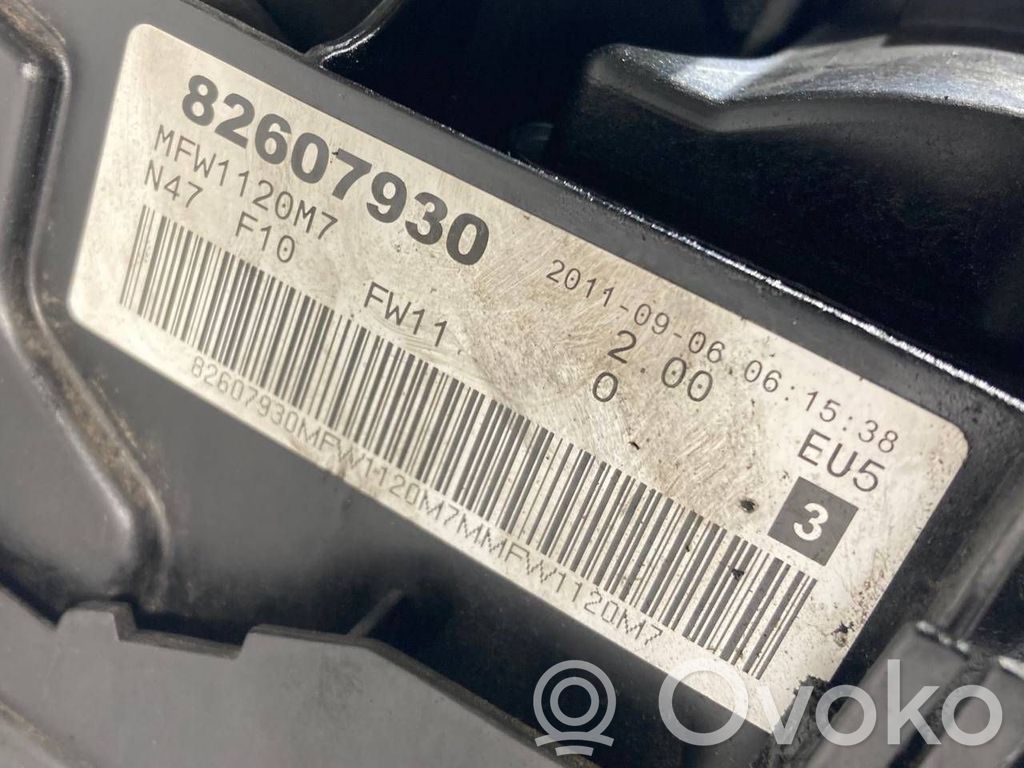 82607930
MFW1120M7 2011-09-06 06:15:38
N47 F10 FW11 2.00 EU5
0 3
82607930MFW1120M7MMFW1120M7
Ovoko